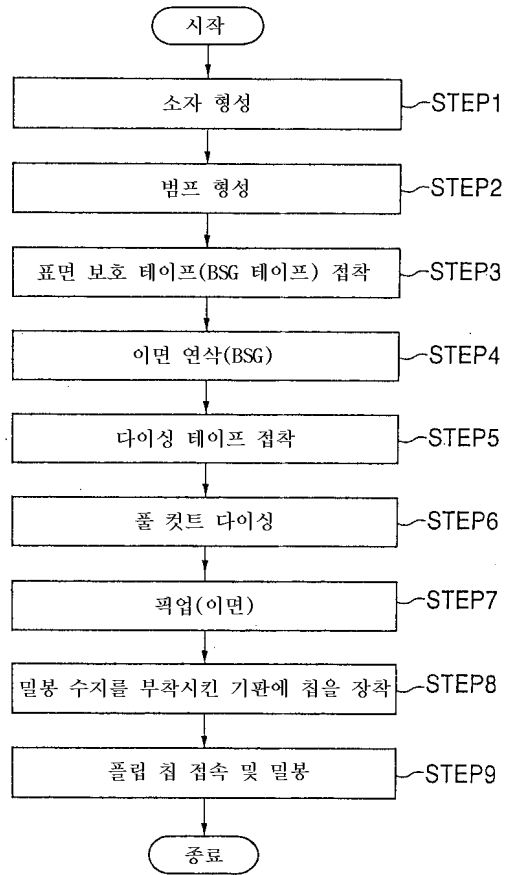 시작
소자 형성 STEP1
범프 형성 STEP2
표면 보호 테이프(BSG 테이프) 접착 STEP3
이면 연삭(BSG) STEP4
다이싱 테이프 접착 STEP5
풀 컷트 다이싱 STEP6
픽업(이면) STEP7
밀봉 수지를 부착시킨 기판에 칩을 장착 STEP8
플립 칩 접속 및 밀봉 STEP9
종료